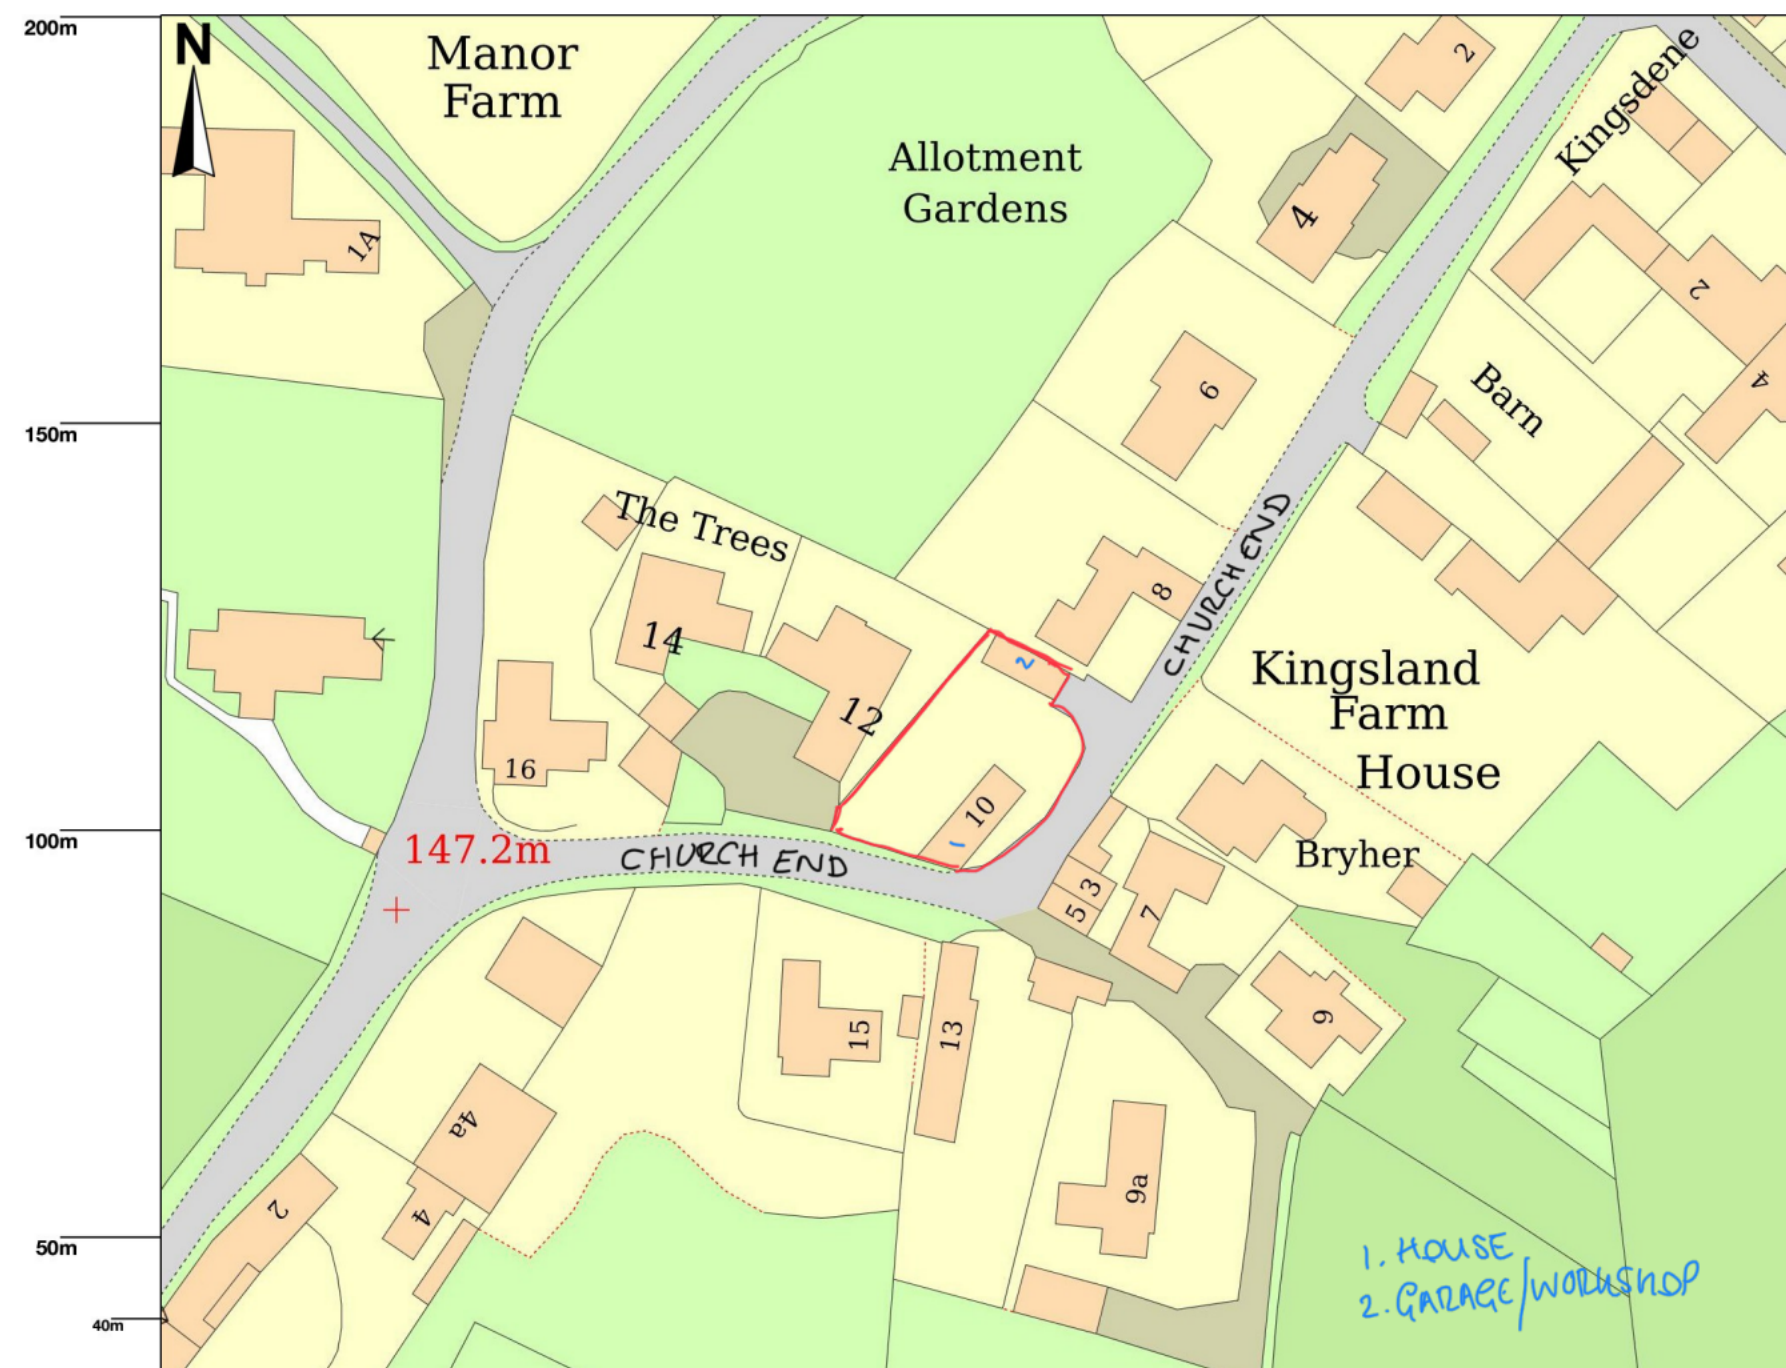 200m
N
Manor
Farm
2
Kingsdene
Allotment
Gardens
4
1A
2
6
Barn
4
150m
The Trees
CHURCH END
8
14
2
12
Kingsland
Farm
House
16
10
100m
147.2m
CHURCH END
1
Bryher
3
5
7
15
13
9
4a
9a
2
4
50m
1. HOUSE
2. GARAGE/WORKSHOP
40m